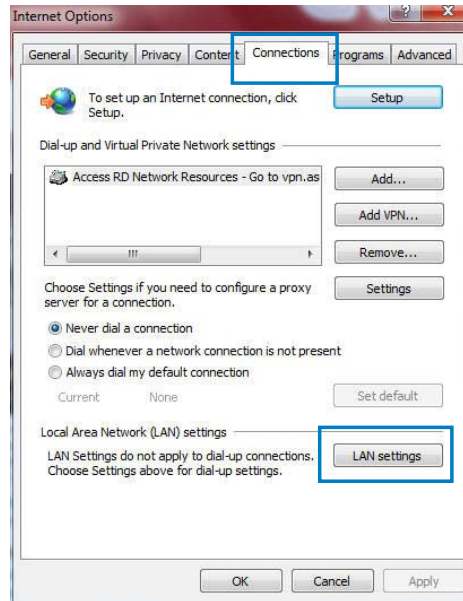 Internet Options
General Security Privacy Content Connections Programs Advanced
To set up an Internet connection, click
Setup.
Setup
Dial-up and Virtual Private Network settings
Access RD Network Resources - Go to vpn.as
Add...
Add VPN...
Remove...
Choose Settings if you need to configure a proxy
server for a connection.
Settings
Never dial a connection
Dial whenever a network connection is not present
Always dial my default connection
Current None
Set default
Local Area Network (LAN) settings
LAN Settings do not apply to dial-up connections.
Choose Settings above for dial-up settings.
LAN settings
OK Cancel Apply